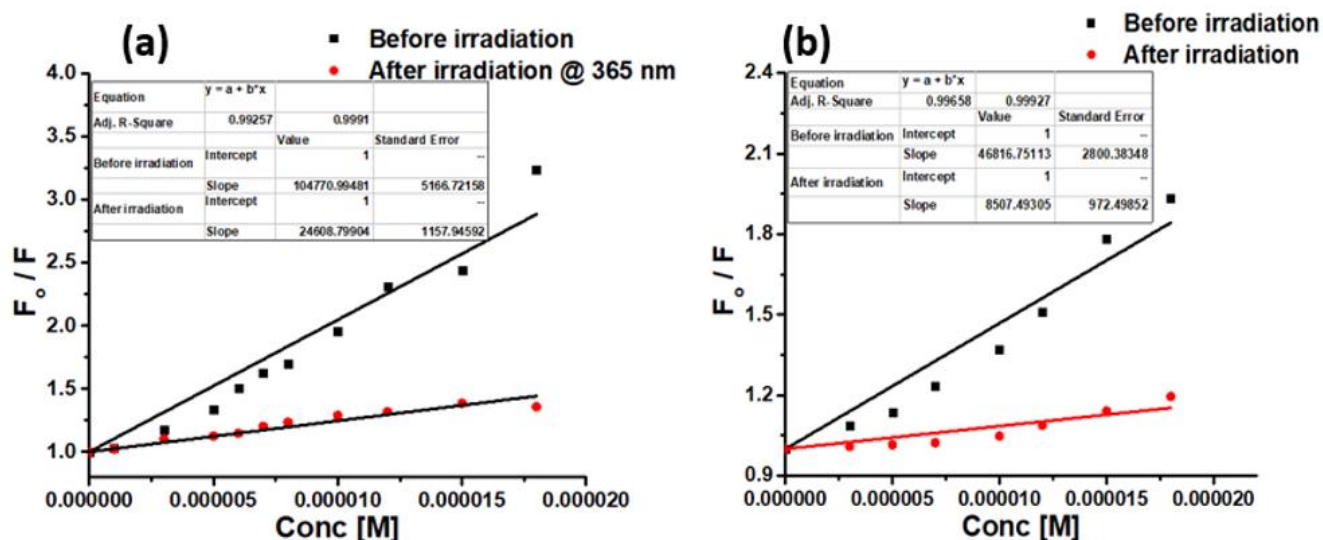 (a)
Before irradiation
After irradiation @ 365 nm
4.0
3.5
3.0
2.5
2.0
1.5
1.0
Fo / F
Equation y = a + b*x
Adj. R-Square 0.99257 0.9991
Value Standard Error
Before irradiation Intercept 1 --
Slope 104770.99481 5166.72158
After irradiation Intercept 1 --
Slope 24608.79904 1157.94592
0.000000 0.000005 0.000010 0.000015 0.000020
Conc [M]
(b)
Before irradiation
After irradiation
2.4
2.1
1.8
1.5
1.2
0.9
Fo / F
Equation y = a + b*x
Adj. R-Square 0.99658 0.99927
Value Standard Error
Before irradiation Intercept 1 --
Slope 46816.75113 2800.38348
After irradiation Intercept 1 --
Slope 8507.49305 972.49852
0.000000 0.000005 0.000010 0.000015 0.000020
Conc [M]